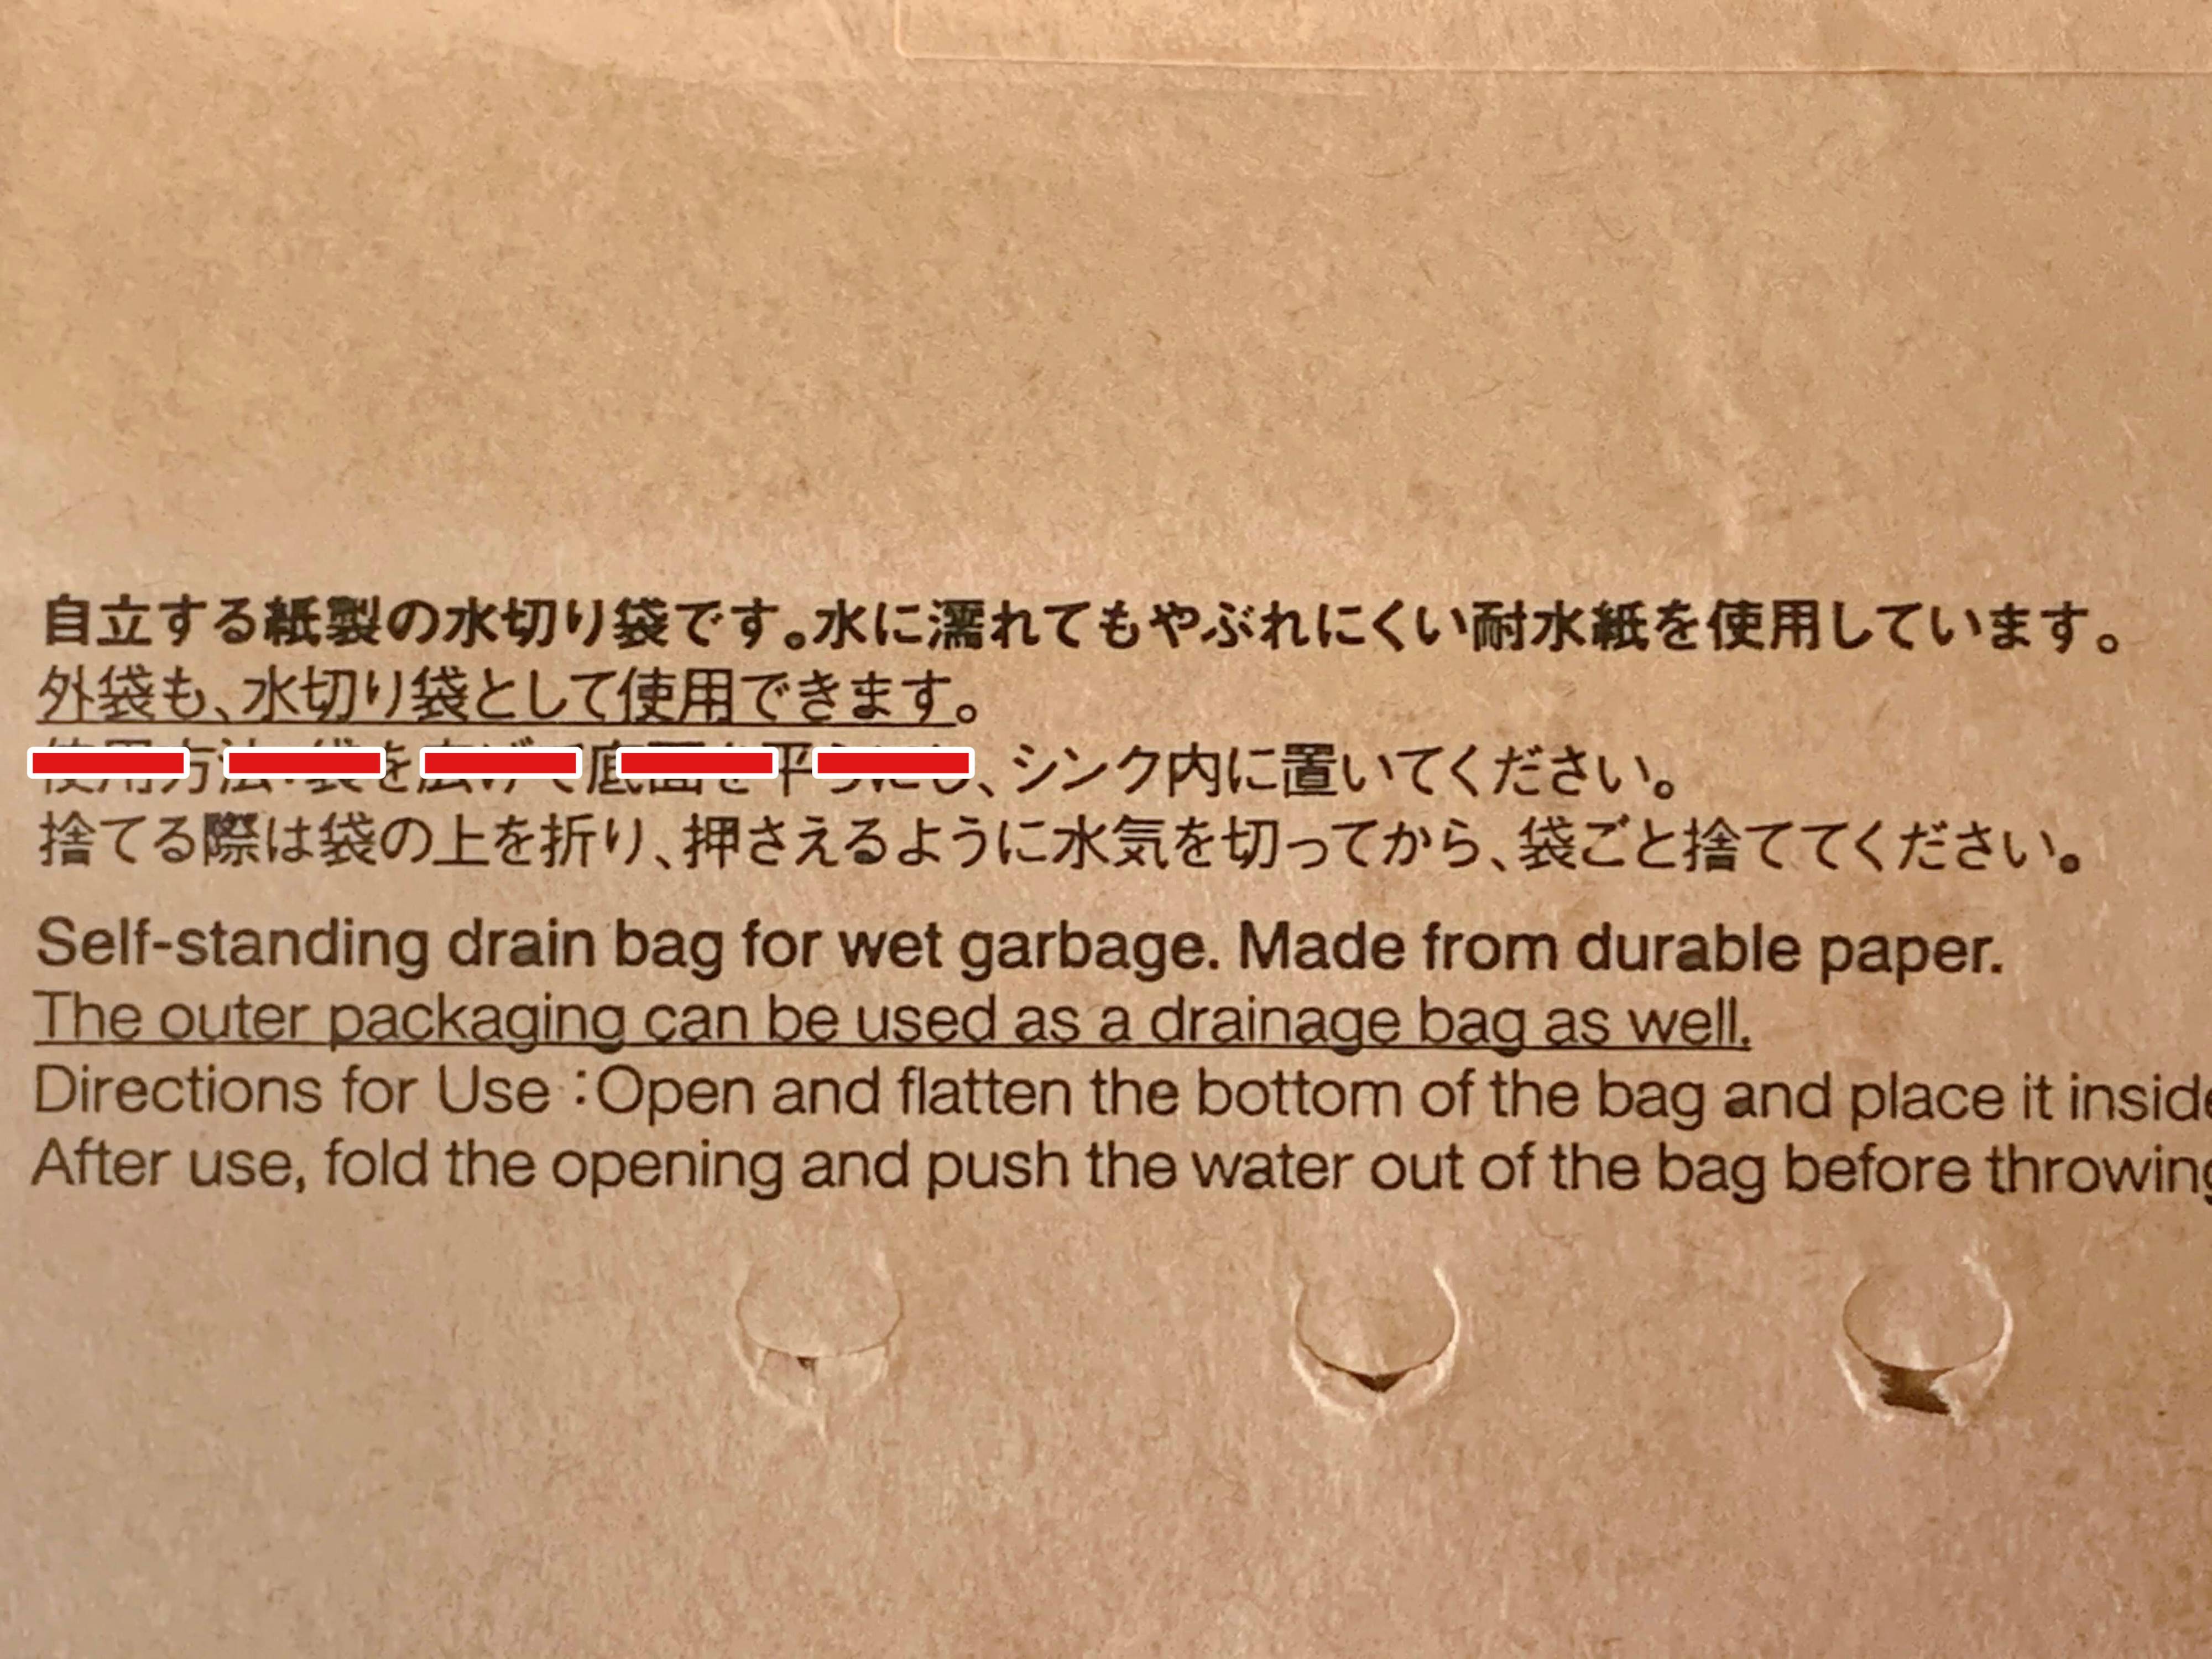 自立する紙製の水切り袋です。水に濡れてもやぶれにくい耐水紙を使用しています。
外袋も、水切り袋として使用できます。
、シンク内に置いてください。
捨てる際は袋の上を折り、押さえるように水気を切ってから、袋ごと捨ててください。
Self-standing drain bag for wet garbage. Made from durable paper.
The outer packaging can be used as a drainage bag as well.
Directions for Use :Open and flatten the bottom of the bag and place it
After use, fold the opening and push the water out of the bag before